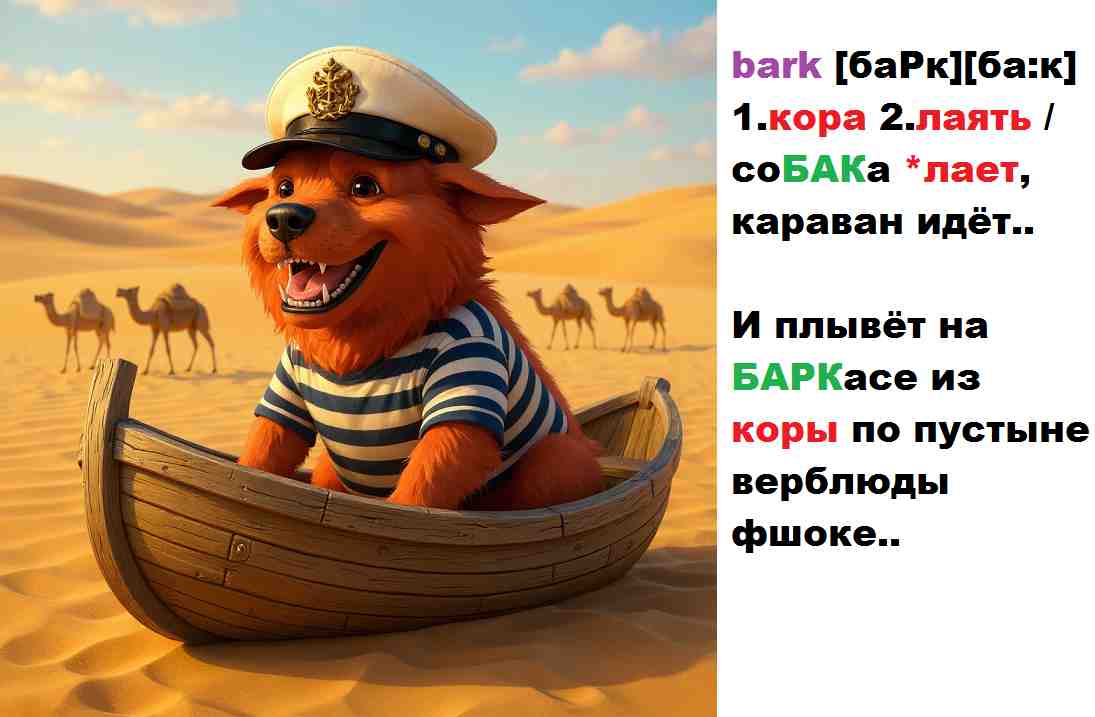 bark [баРк][ба:к]
1.кора 2.лаять /
соБАКа *лает,
караван идёт..
И плывёт на
БАРКасе из
коры по пустыне
верблюды
фшоке..